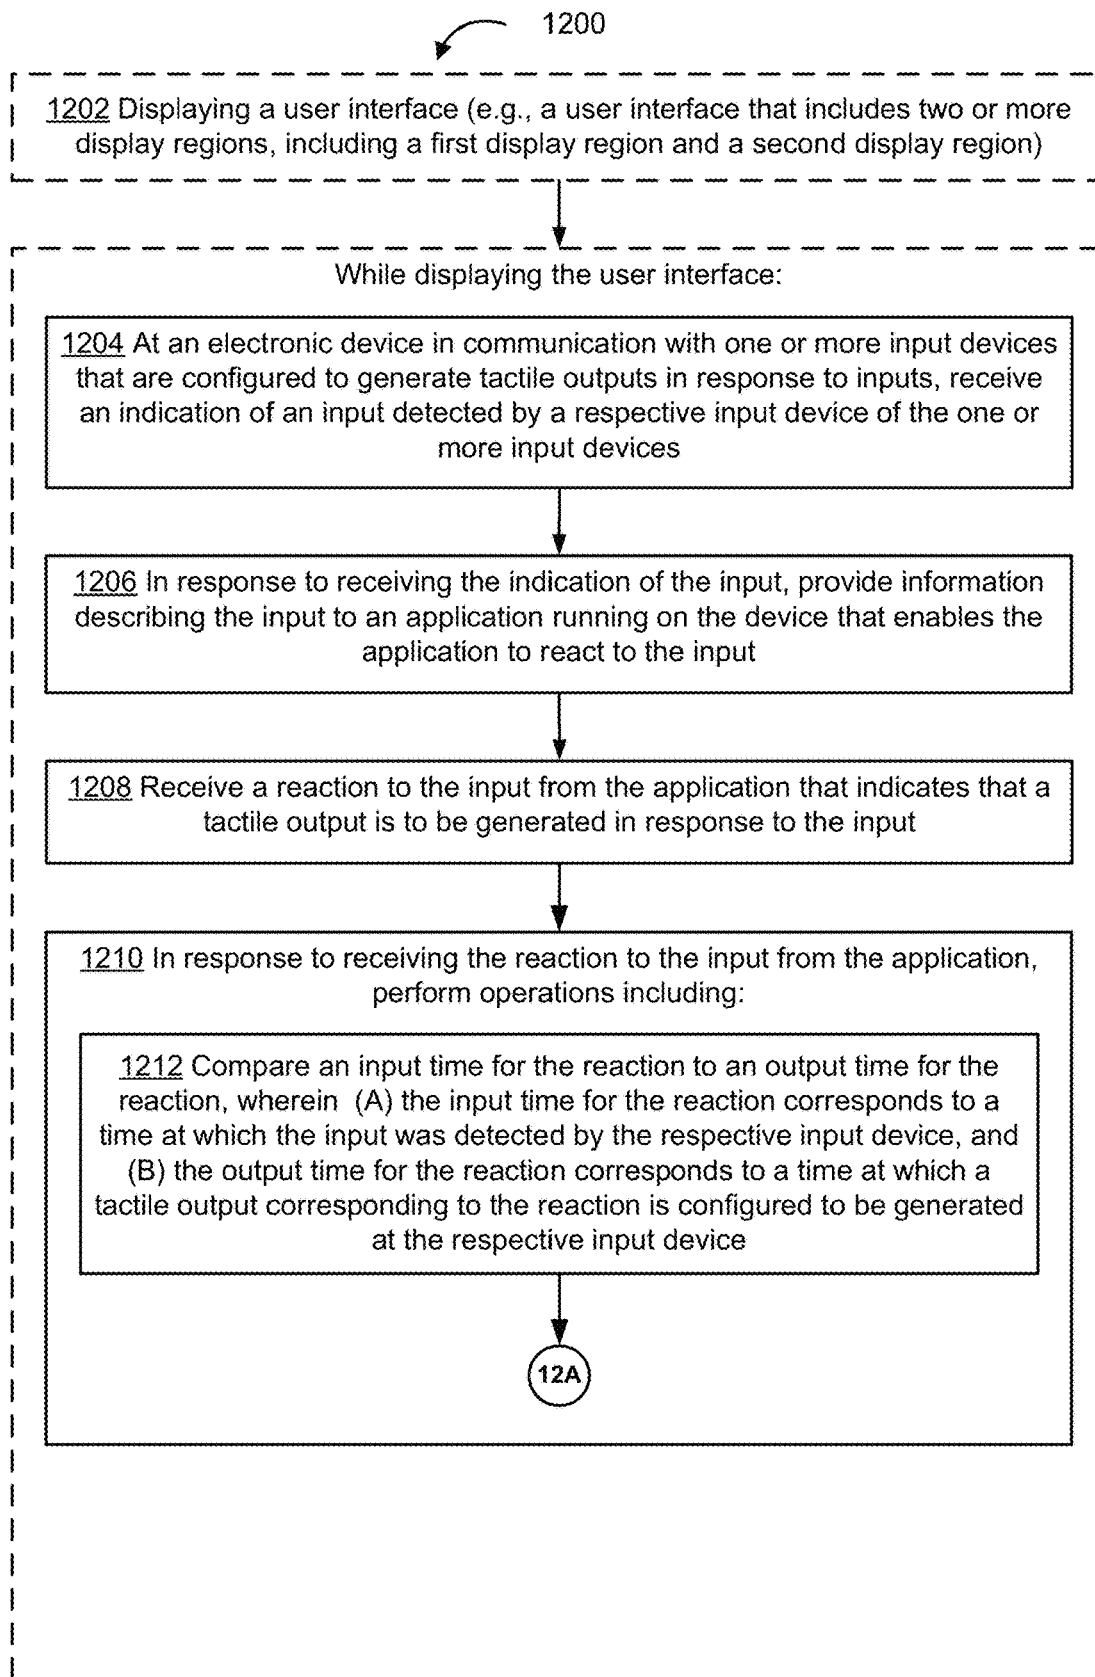 1200
1202 Displaying a user interface (e.g., a user interface that includes two or more
display regions, including a first display region and a second display region)
While displaying the user interface:
1204 At an electronic device in communication with one or more input devices
that are configured to generate tactile outputs in response to inputs, receive
an indication of an input detected by a respective input device of the one or
more input devices
1206 In response to receiving the indication of the input, provide information
describing the input to an application running on the device that enables the
application to react to the input
1208 Receive a reaction to the input from the application that indicates that a
tactile output is to be generated in response to the input
1210 In response to receiving the reaction to the input from the application,
perform operations including:
1212 Compare an input time for the reaction to an output time for the
reaction, wherein (A) the input time for the reaction corresponds to a
time at which the input was detected by the respective input device, and
(B) the output time for the reaction corresponds to a time at which a
tactile output corresponding to the reaction is configured to be generated
at the respective input device
12A